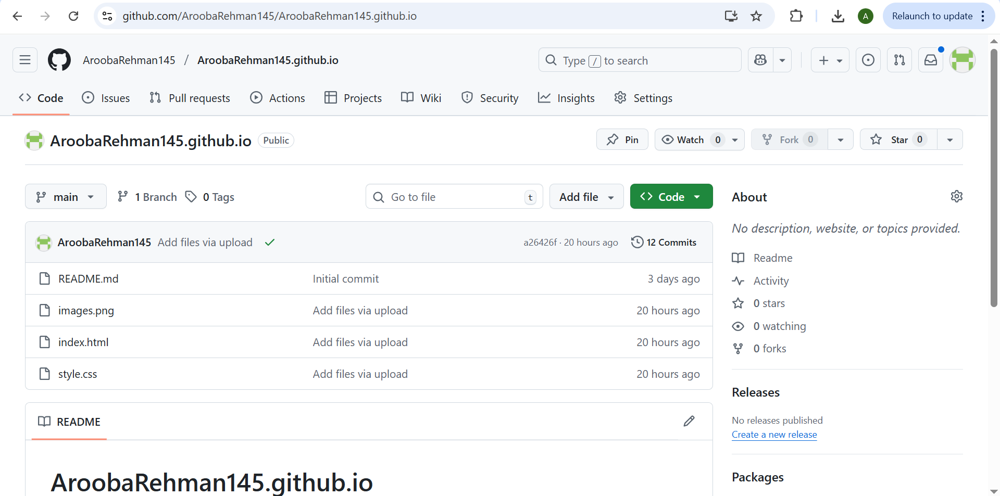 github.com/AroobaRehman145/AroobaRehman145.github.io
A
Relaunch to update
AroobaRehman145 / AroobaRehman145.github.io
Type / to search
Code
Issues
Pull requests
Actions
Projects
Wiki
Security
Insights
Settings
AroobaRehman145.github.io
Public
Pin
Watch 0
Fork 0
Star 0
main
1 Branch
0 Tags
Go to file
t
Add file
Code
AroobaRehman145 Add files via upload
a26426f · 20 hours ago
12 Commits
README.md Initial commit 3 days ago
images.png Add files via upload 20 hours ago
index.html Add files via upload 20 hours ago
style.css Add files via upload 20 hours ago
README
AroobaRehman145.github.io
About
No description, website, or topics provided.
Readme
Activity
0 stars
0 watching
0 forks
Releases
No releases published
Create a new release
Packages